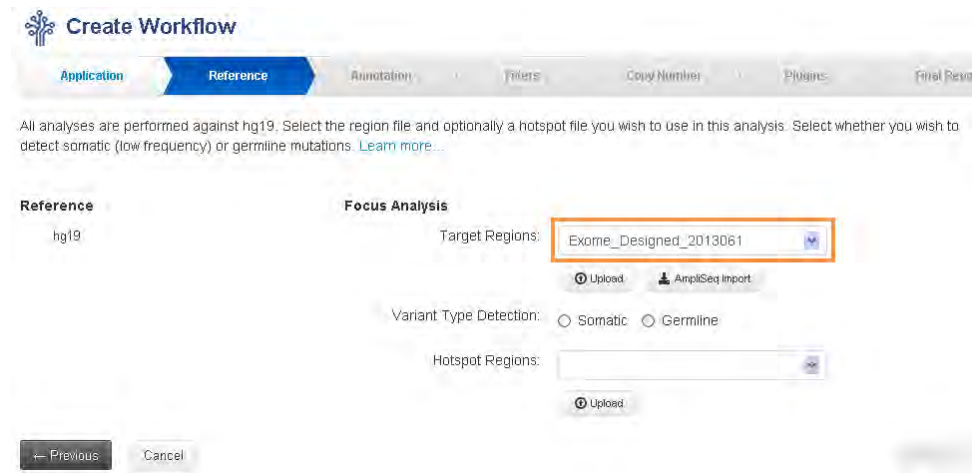 Create Workflow
Application Reference Annotation Filters Copy Number Plugins Final Revi
All analyses are performed against hg19. Select the region file and optionally a hotspot file you wish to use in this analysis. Select whether you wish to
detect somatic (low frequency) or germline mutations. Learn more...
Reference Focus Analysis
hg19 Target Regions: Exome_Designed_2013061
Upload AmpliSeq Import
Variant Type Detection: Somatic Germline
Hotspot Regions:
Upload
← Previous Cancel